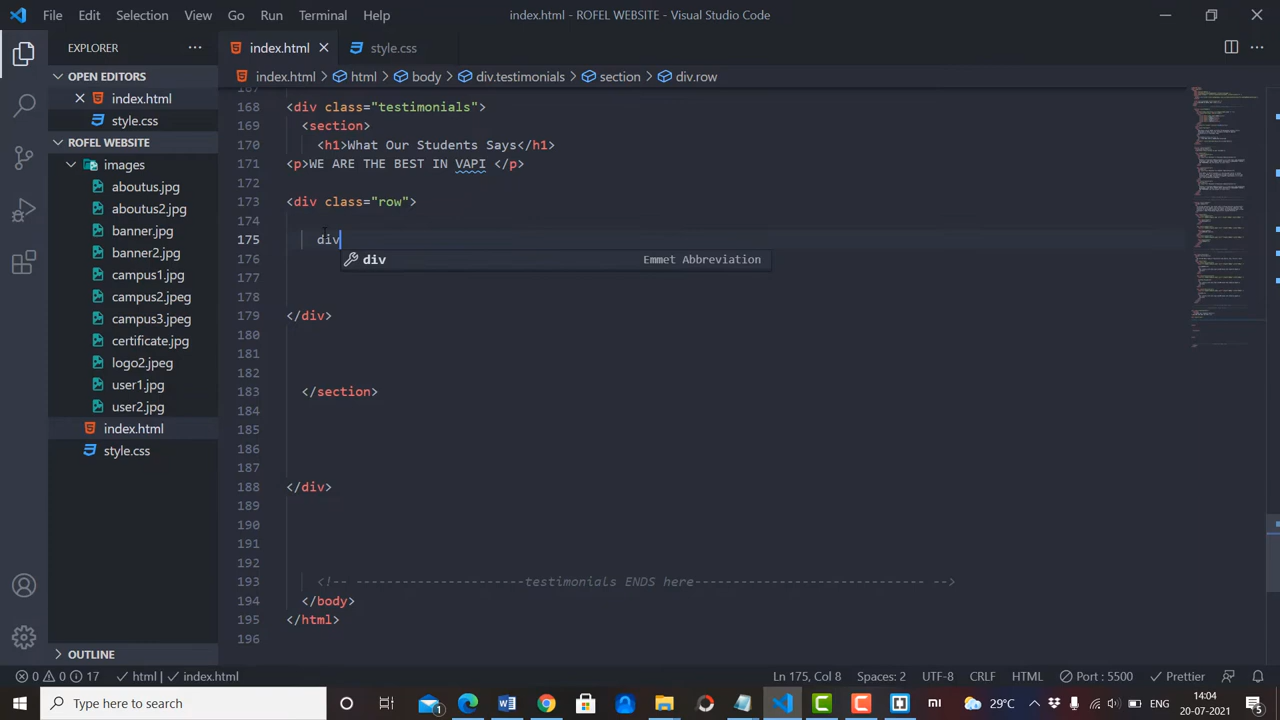 File Edit Selection View Go Run Terminal Help index.html - ROFEL WEBSITE - Visual Studio Code
EXPLORER
index.html
style.css
index.html > html > body > div.testimonials > section > div.row
OPEN EDITORS
index.html
style.css
ROFEL WEBSITE
images
aboutus.jpg
aboutus2.jpg
banner.jpg
banner2.jpg
campus1.jpg
campus2.jpeg
campus3.jpeg
certificate.jpg
logo2.jpeg
user1.jpg
user2.jpg
index.html
style.css
OUTLINE
167
168 <div class="testimonials">
169 <section>
170 <h1>What Our Students Say</h1>
171 <p>WE ARE THE BEST IN VAPI
172
173 <div class="row">
174
175 div
div Emmet Abbreviation
176
177
178
179 </div>
180
181
182
183 </section>
184
185
186
187
188 </div>
189
190
191
192
193 <!-- ----------------------testimonials ENDS here----------------------------- -->
194 </body>
195 </html>
196
0 0 17 html index.html Ln 175, Col 8 Spaces: 2 UTF-8 CRLF HTML Port : 5500 Prettier
Type here to search 1 29°C ENG 14:04
20-07-2021 5